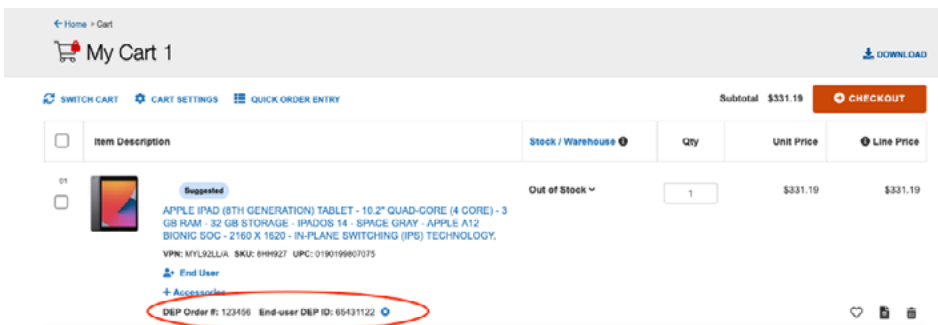 ← Home > Cart
My Cart 1
DOWNLOAD
SWITCH CART CART SETTINGS QUICK ORDER ENTRY Subtotal $331.19 CHECKOUT
Item Description Stock / Warehouse Qty Unit Price Line Price
01
Suggested Out of Stock 1 $331.19 $331.19
APPLE IPAD (8TH GENERATION) TABLET - 10.2" QUAD-CORE (4 CORE) - 3
GB RAM - 32 GB STORAGE - IPADOS 14 - SPACE GRAY - APPLE A12
BIONIC SOC - 2160 X 1620 - IN-PLANE SWITCHING (IPS) TECHNOLOGY,
VPN: MYL92LL/A SKU: 6HH927 UPC: 0190199807075
End User
+ Accessories
DEP Order #: 123456 End-user DEP ID: 65431122